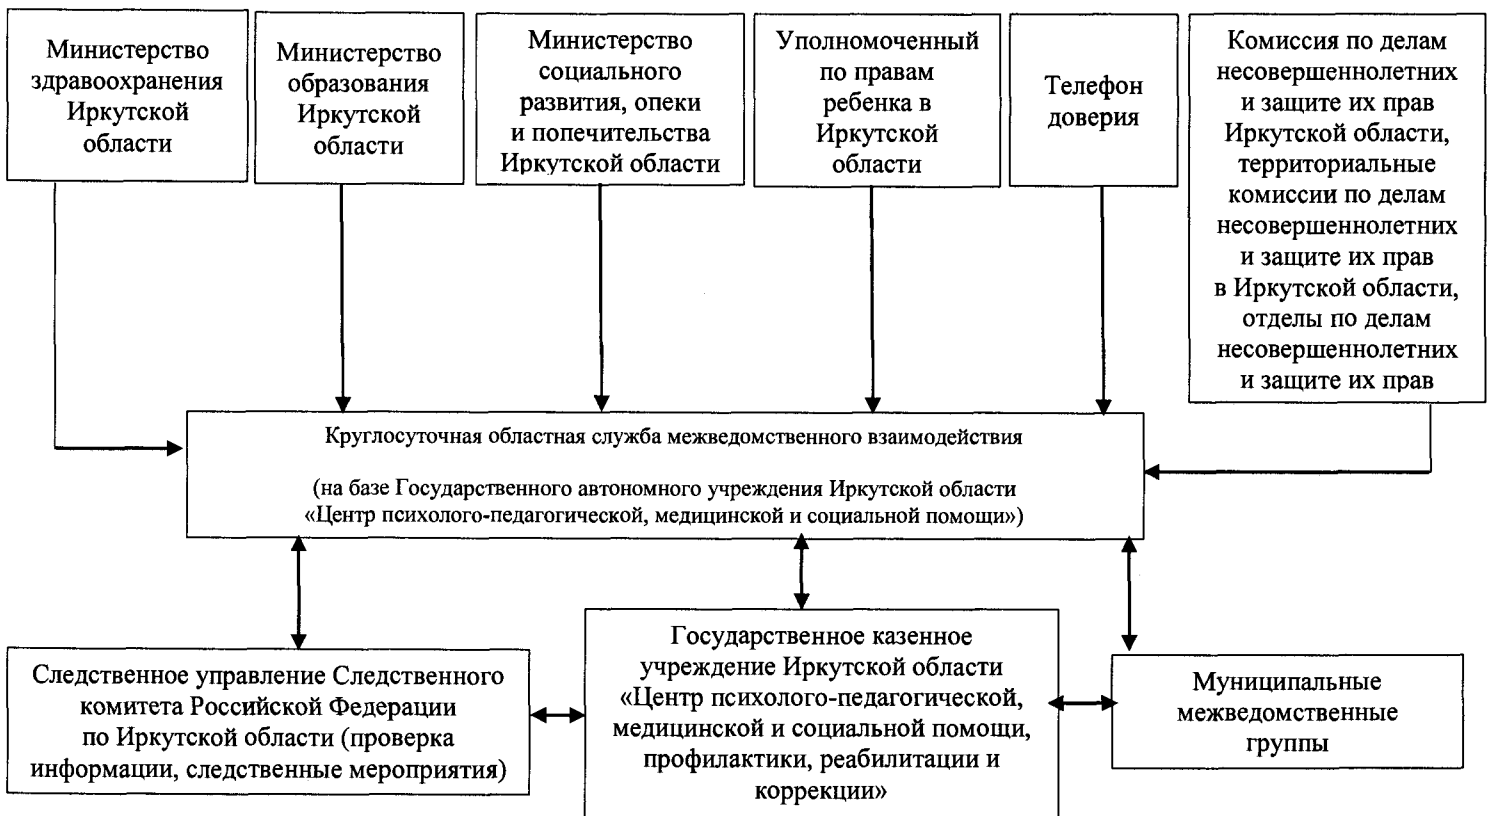 Министерство
здравоохранения
Иркутской
области
Министерство
образования
Иркутской
области
Министерство
социального
развития, опеки
и попечительства
Иркутской области
Уполномоченный
по правам
ребенка в
Иркутской
области
Телефон
доверия
Комиссия по делам
несовершеннолетних
и защите их прав
Иркутской области,
территориальные
комиссии по делам
несовершеннолетних
и защите их прав
в Иркутской области,
отделы по делам
несовершеннолетних
и защите их прав
Круглосуточная областная служба межведомственного взаимодействия
(на базе Государственного автономного учреждения Иркутской области
«Центр психолого-педагогической, медицинской и социальной помощи»)
Следственное управление Следственного
комитета Российской Федерации
по Иркутской области (проверка
информации, следственные мероприятия)
Государственное казенное
учреждение Иркутской области
«Центр психолого-педагогической,
медицинской и социальной помощи,
профилактики, реабилитации и
коррекции»
Муниципальные
межведомственные
группы